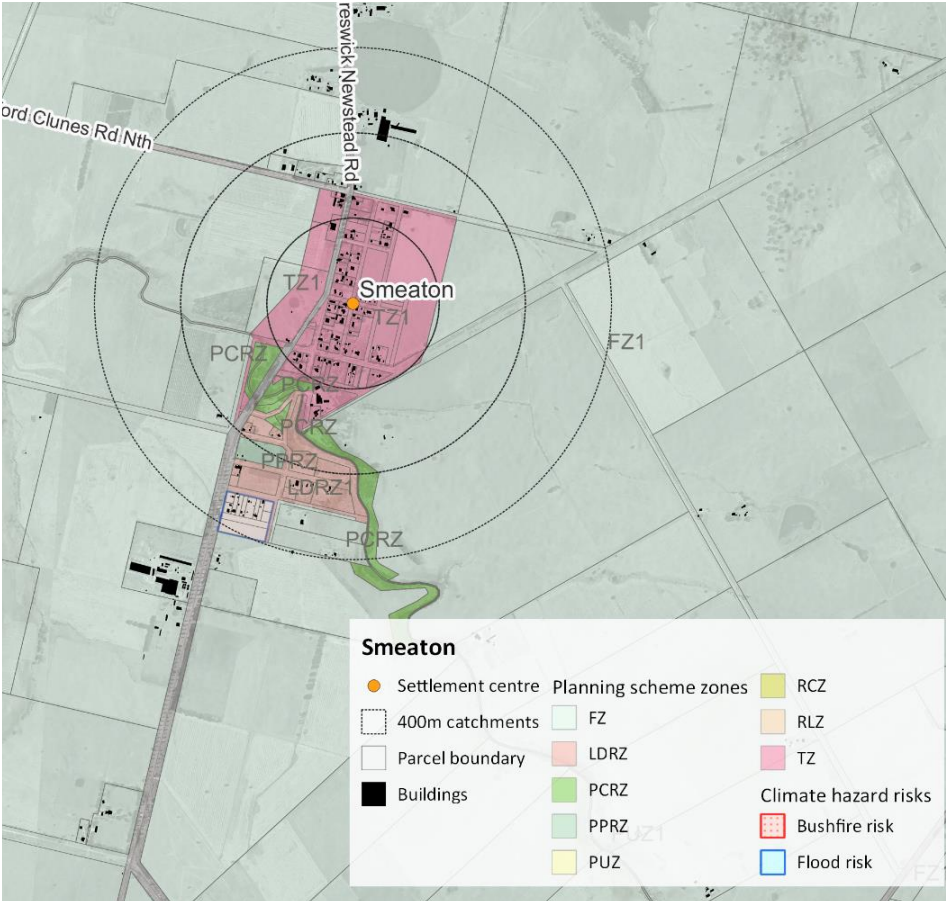 reswick Newstead Rd
ord Clunes Rd Nth
TZ1
Smeaton
TZ1
FZ1
PCRZ
PCRZ
PCRZ
PPRZ
LDRZ1
PCRZ
Smeaton
Settlement centre
400m catchments
Parcel boundary
Buildings
Planning scheme zones
FZ
LDRZ
PCRZ
PPRZ
PUZ
RCZ
RLZ
TZ
Climate hazard risks
Bushfire risk
Flood risk
PUZ1
FZ